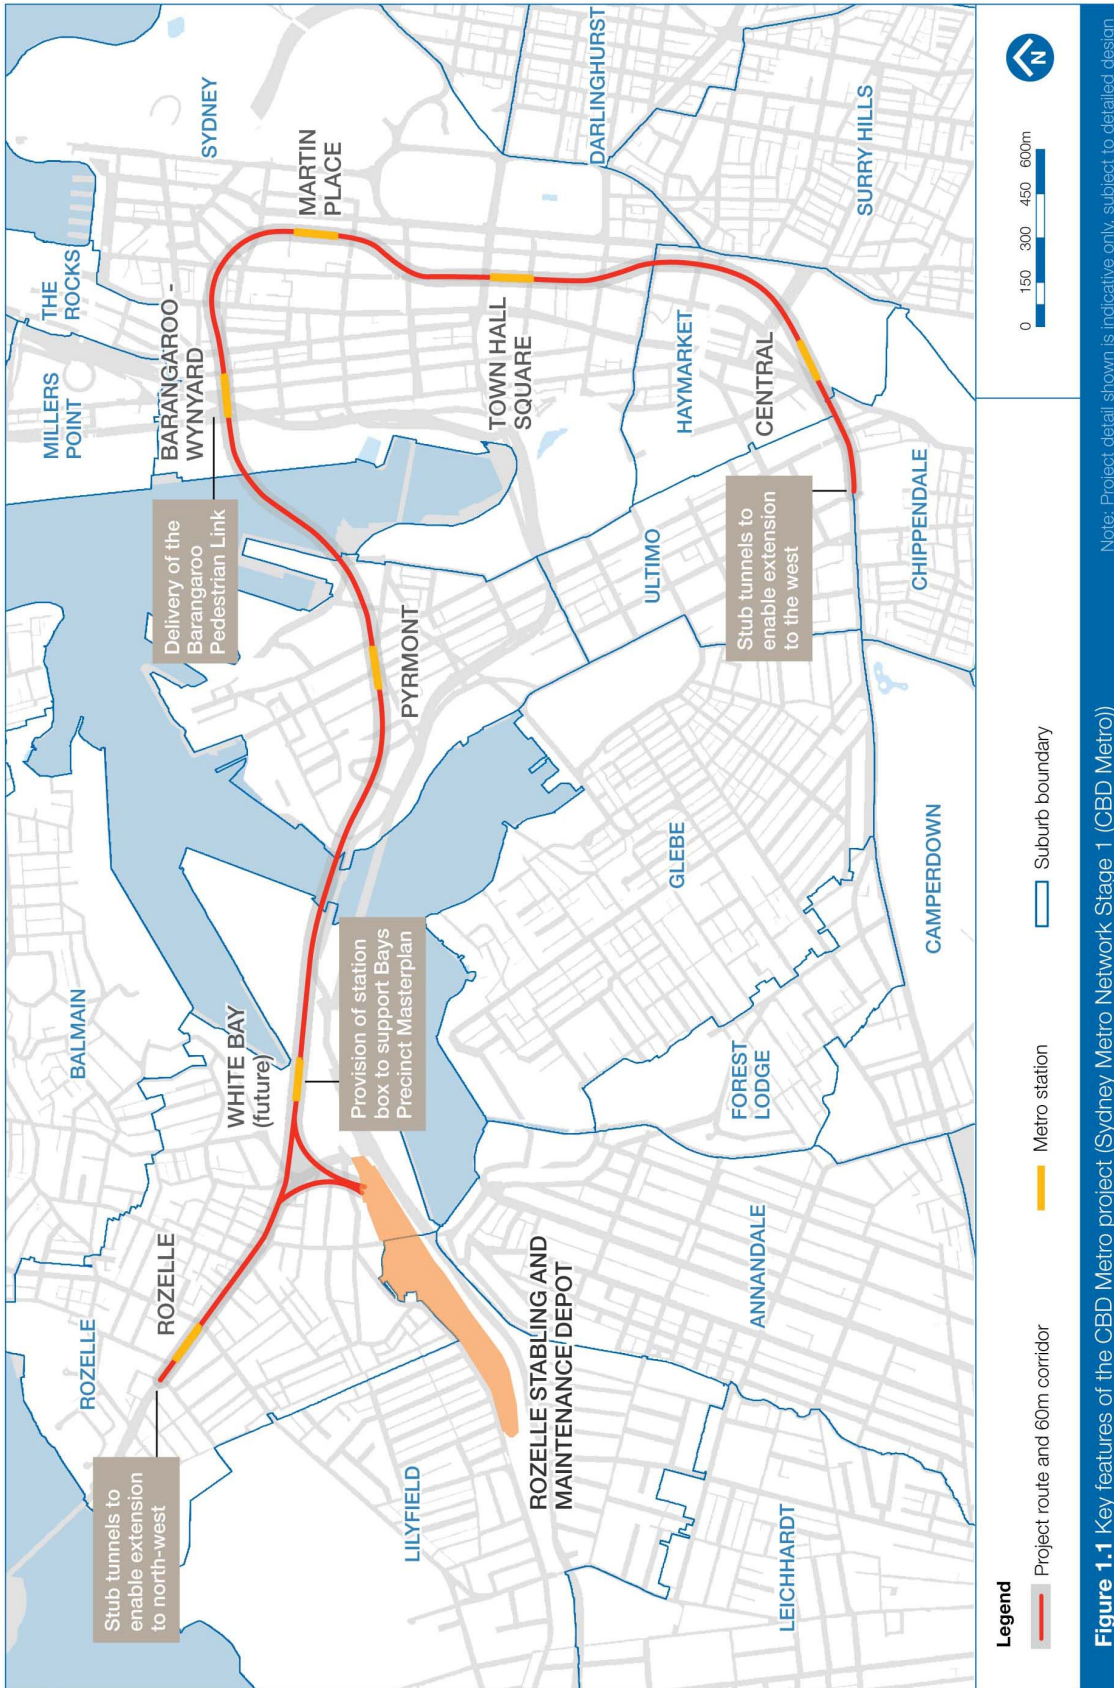 ROZELLE
BALMAIN
MILLERS
POINT
THE
ROCKS
SYDNEY
Stub tunnels to
enable extension
to north-west
ROZELLE
WHITE BAY
(future)
Delivery of the
Barangaroo
Pedestrian Link
BARANGAROO -
WYNYARD
MARTIN
PLACE
LILYFIELD
Provision of station
box to support Bays
Precinct Masterplan
PYRMONT
TOWN HALL
SQUARE
ROZELLE STABLING AND
MAINTENANCE DEPOT
DARLINGHURST
GLEBE
ULTIMO
HAYMARKET
LEICHHARDT
ANNANDALE
FOREST
LODGE
Stub tunnels to
enable extension
to the west
CENTRAL
SURRY HILLS
CAMPERDOWN
CHIPPENDALE
Legend
Project route and 60m corridor
Metro station
Suburb boundary
0 150 300 450 600m
N
Figure 1.1 Key features of the CBD Metro project (Sydney Metro Network Stage 1 (CBD Metro))
Note: Project detail shown is indicative only, subject to detailed design